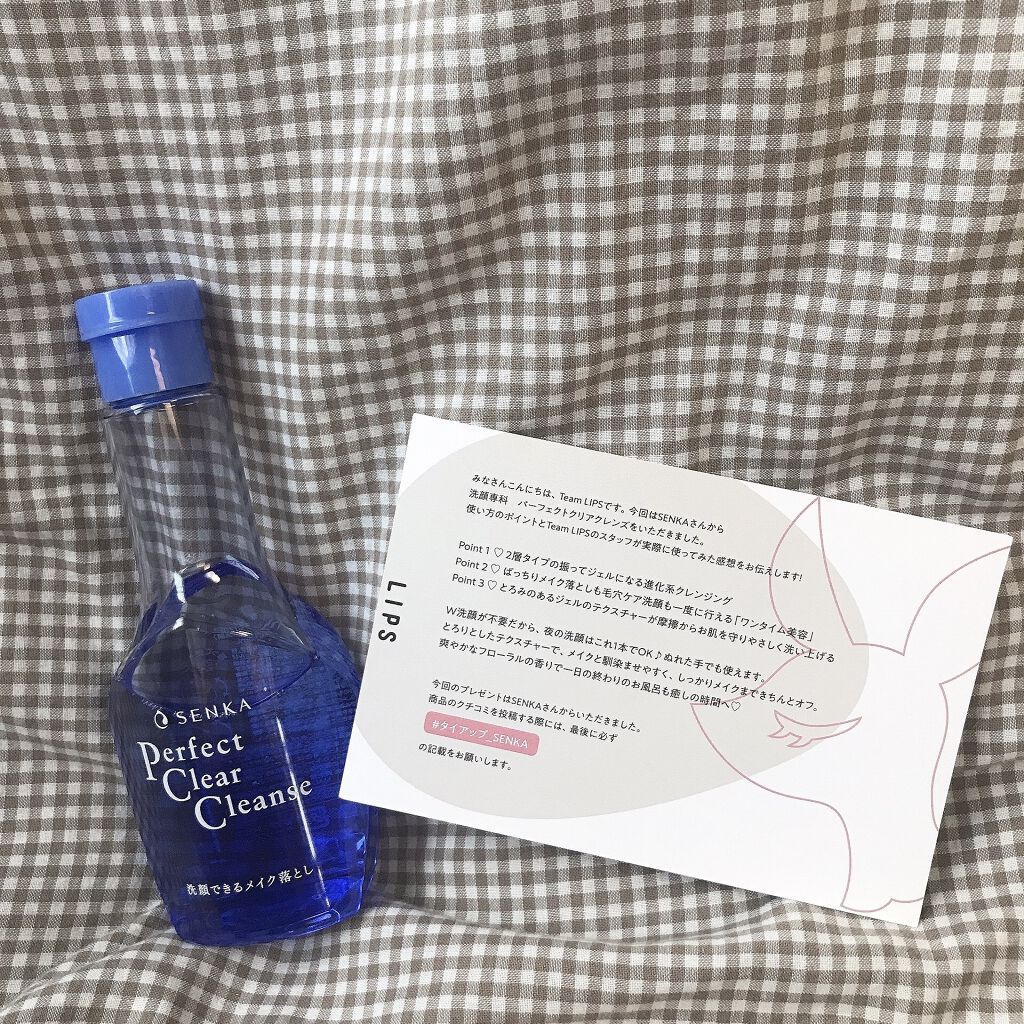 SENKA
Perfect
Clear
Cleanse
洗顔できるメイク落とし
LIPS
みなさんこんにちは、Team LIPSです。今回はSENKAさんから
洗顔専科 パーフェクトクリアクレンズをいただきました。
使い方のポイントとTeam LIPSのスタッフが実際に使ってみた感想をお伝えします!
Point 1 ♡ 2層タイプの振ってジェルになる進化系クレンジング
Point 2 ♡ ばっちりメイク落としも毛穴ケア洗顔も一度に行える「ワンタイム美容」
Point 3 ♡ とろみのあるジェルのテクスチャーが摩擦からお肌を守りやさしく洗い上げる
W洗顔が不要だから、夜の洗顔はこれ1本でOK♪ぬれた手でも使えます。
とろりとしたテクスチャーで、メイクと馴染ませやすく、しっかりメイクまできちんとオフ。
爽やかなフローラルの香りで一日の終わりのお風呂も癒しの時間へ♡
今回のプレゼントはSENKAさんからいただきました。
商品のクチコミを投稿する際には、最後に必ず
#タイアップ_SENKA
の記載をお願いします。